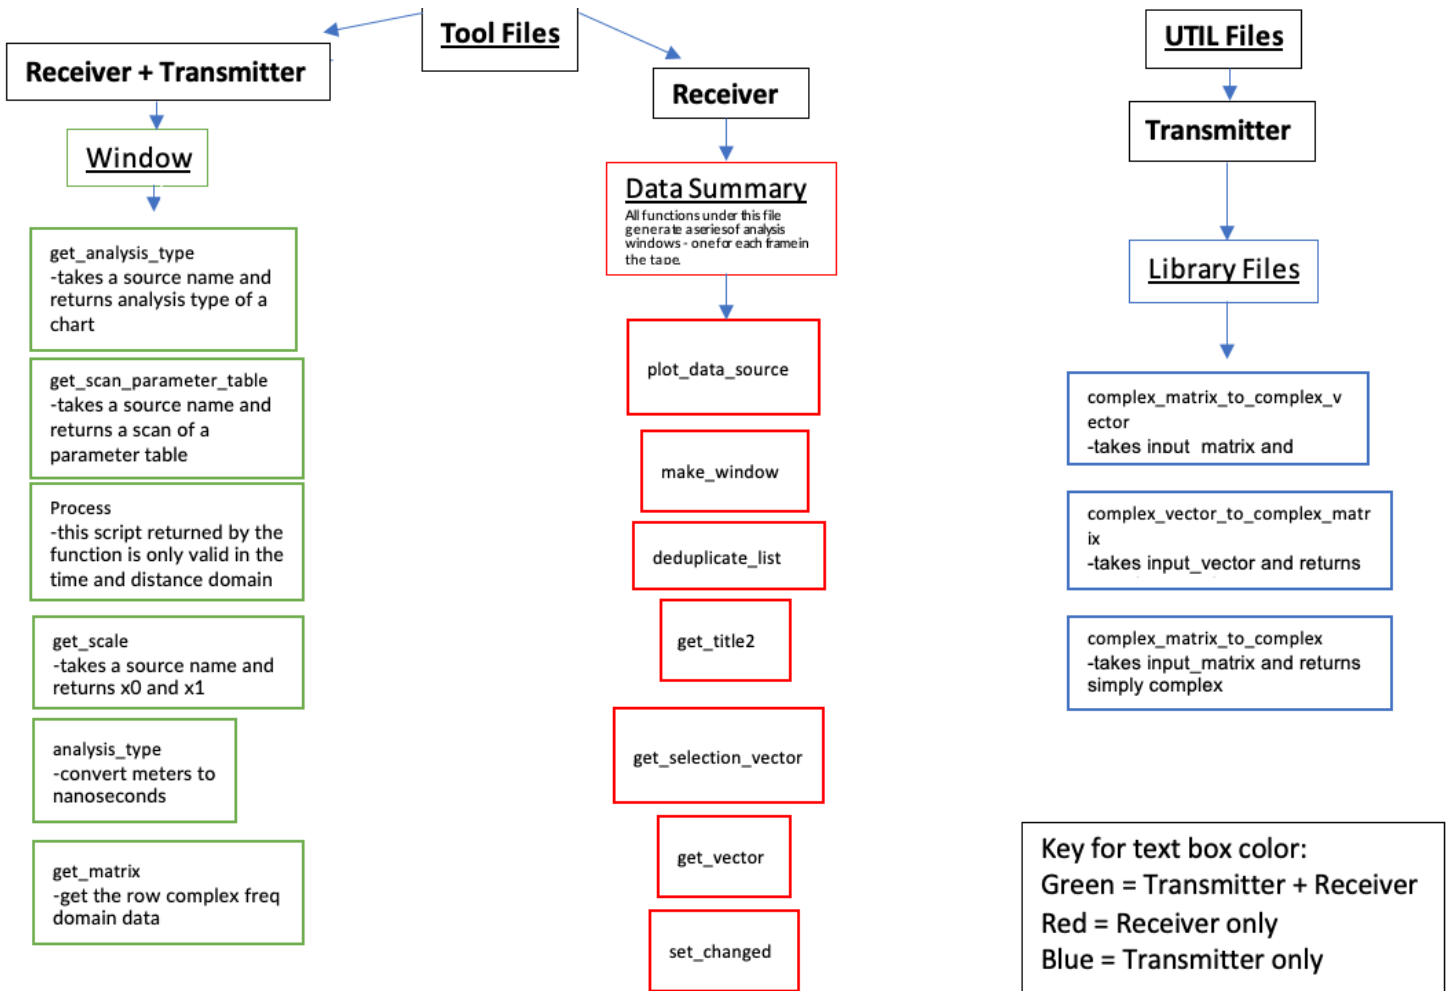 Tool Files
Receiver + Transmitter
Window
get_analysis_type
-takes a source name and
returns analysis type of a
chart
get_scan_parameter_table
-takes a source name and
returns a scan of a
parameter table
Process
-this script returned by the
function is only valid in the
time and distance domain
get_scale
-takes a source name and
returns x0 and x1
analysis_type
-convert meters to
nanoseconds
get_matrix
-get the row complex freq
domain data
Receiver
Data Summary
All functions under this file
generate a series of analysis
windows - one for each frame in
the tape.
plot_data_source
make_window
deduplicate_list
get_title2
get_selection_vector
get_vector
set_changed
UTIL Files
Transmitter
Library Files
complex_matrix_to_complex_v
ector
-takes input_matrix and
complex_vector_to_complex_matr
ix
-takes input_vector and returns
complex_matrix_to_complex
-takes input_matrix and returns
simply complex
Key for text box color:
Green = Transmitter + Receiver
Red = Receiver only
Blue = Transmitter only